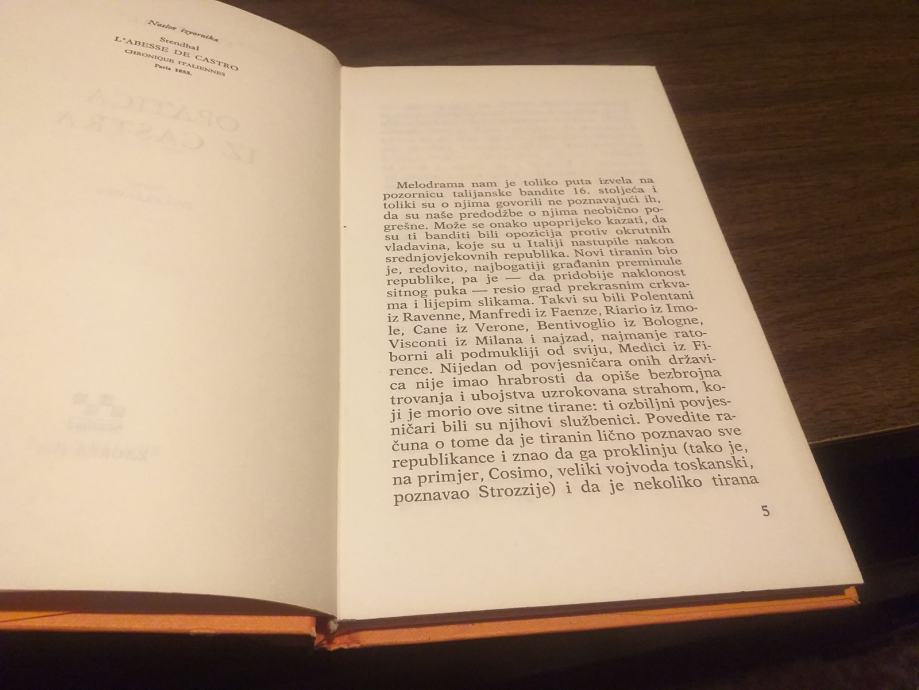 Naslov izvornika
Stendhal
L'ABESSE DE CASTRO
CHRONIQUE ITALIENNES
Paris 1855.
OPATICA
IZ CASTRA
Melodrama nam je toliko puta izvela na
pozornicu talijanske bandite 16. stoljeća i
toliki su o njima govorili ne poznavajući ih,
da su naše predodžbe o njima neobično po-
grešne. Može se onako upoprijeko kazati, da
su ti banditi bili opozicija protiv okrutnih
vladavina, koje su u Italiji nastupile nakon
srednjovjekovnih republika. Novi tiranin bio
je, redovito, najbogatiji građanin preminule
republike, pa je — da pridobije naklonost
sitnog puka — resio grad prekrasnim crkva-
ma i lijepim slikama. Takvi su bili Polentani
iz Ravenne, Manfredi iz Faenze, Riario iz Imo-
le, Cane iz Verone, Bentivoglio iz Bologne,
Visconti iz Milana i najzad, najmanje rato-
borni ali podmukliji od sviju, Medici iz Fi-
rence. Nijedan od povjesničara onih državi-
ca nije imao hrabrosti da opiše bezbrojna
trovanja i ubojstva uzrokovana strahom, ko-
ji je morio ove sitne tirane: ti ozbiljni povjes-
ničari bili su njihovi službenici. Povedite ra-
čuna o tome da je tiranin lično poznavao sve
republikance i znao da ga proklinju (tako je,
na primjer, Cosimo, veliki vojvoda toskanski,
poznavao Strozzije) i da je nekoliko tirana
5